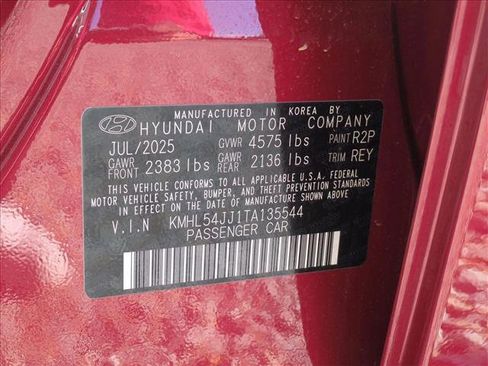 MANUFACTURED IN KOREA BY
HYUNDAI MOTOR COMPANY
JUL/2025 GVWR 4575 lbs PAINT R2P
GAWR FRONT 2383 lbs GAWR REAR 2136 lbs TRIM REY
THIS VEHICLE CONFORMS TO ALL APPLICABLE FEDERAL
MOTOR VEHICLE SAFETY, BUMPER, AND THEFT PREVENTION STANDARDS
IN EFFECT ON THE DATE OF MANUFACTURE SHOWN ABOVE
V.I.N KMHL54JJ1TA135544
PASSENGER CAR